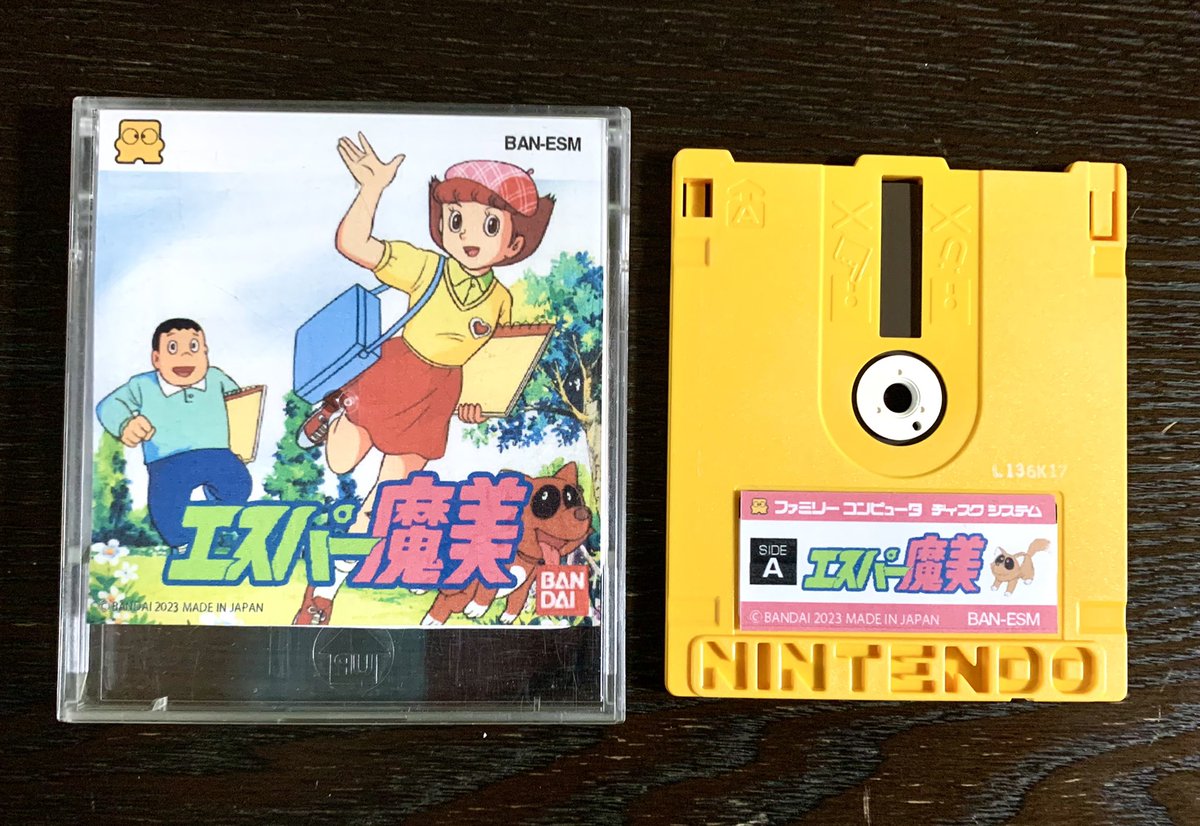 BAN-ESM
エスパー魔美
© BANDAI 2023 MADE IN JAPAN
BAN
DAI
L136K17
ファミリー コンピュータ ディスク システム
SIDE
A
エスパー魔美
© BANDAI 2023 MADE IN JAPAN BAN-ESM
NINTENDO